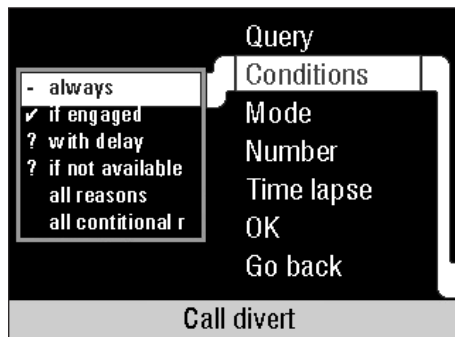 Query
Conditions
Mode
Number
Time lapse
OK
Go back
- always
✔ if engaged
? with delay
? if not available
all reasons
all contitional r
Call divert